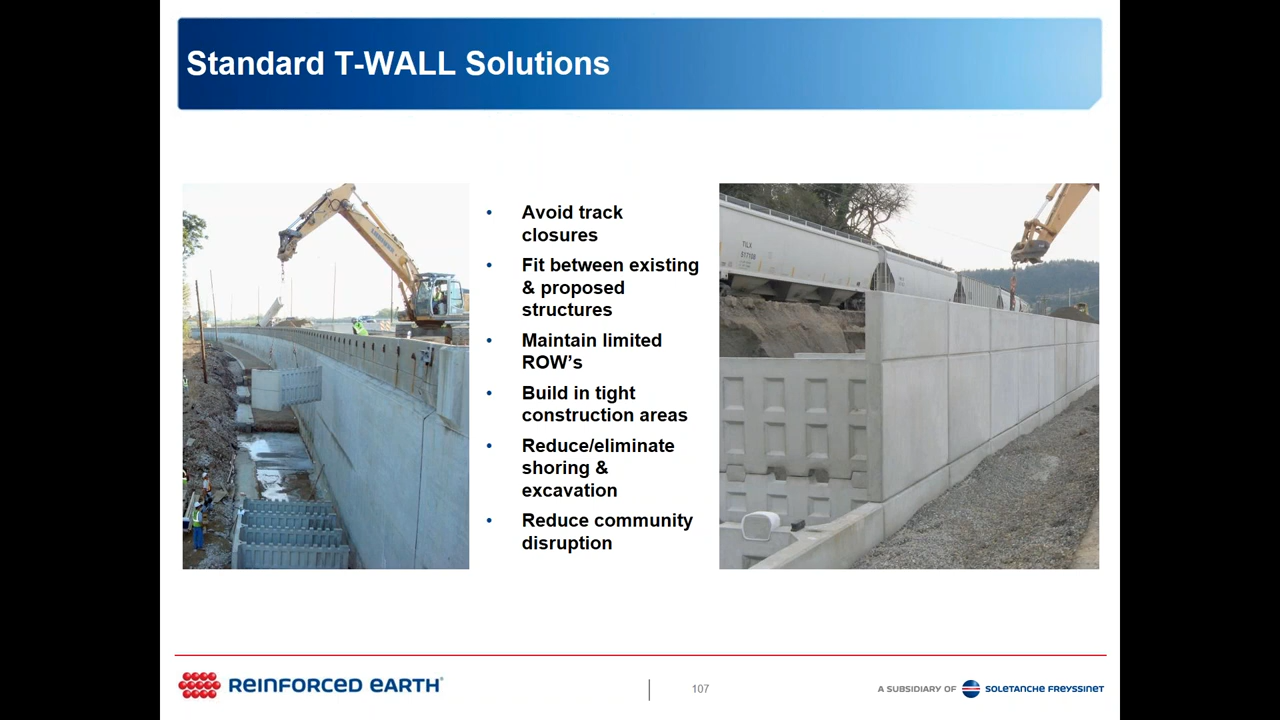 Standard T-WALL Solutions
• Avoid track
closures
• Fit between existing
& proposed
structures
• Maintain limited
ROW's
• Build in tight
construction areas
• Reduce/eliminate
shoring &
excavation
• Reduce community
disruption
TILX
REINFORCED EARTH®
107
A SUBSIDIARY OF SOLETANCHE FREYSSINET